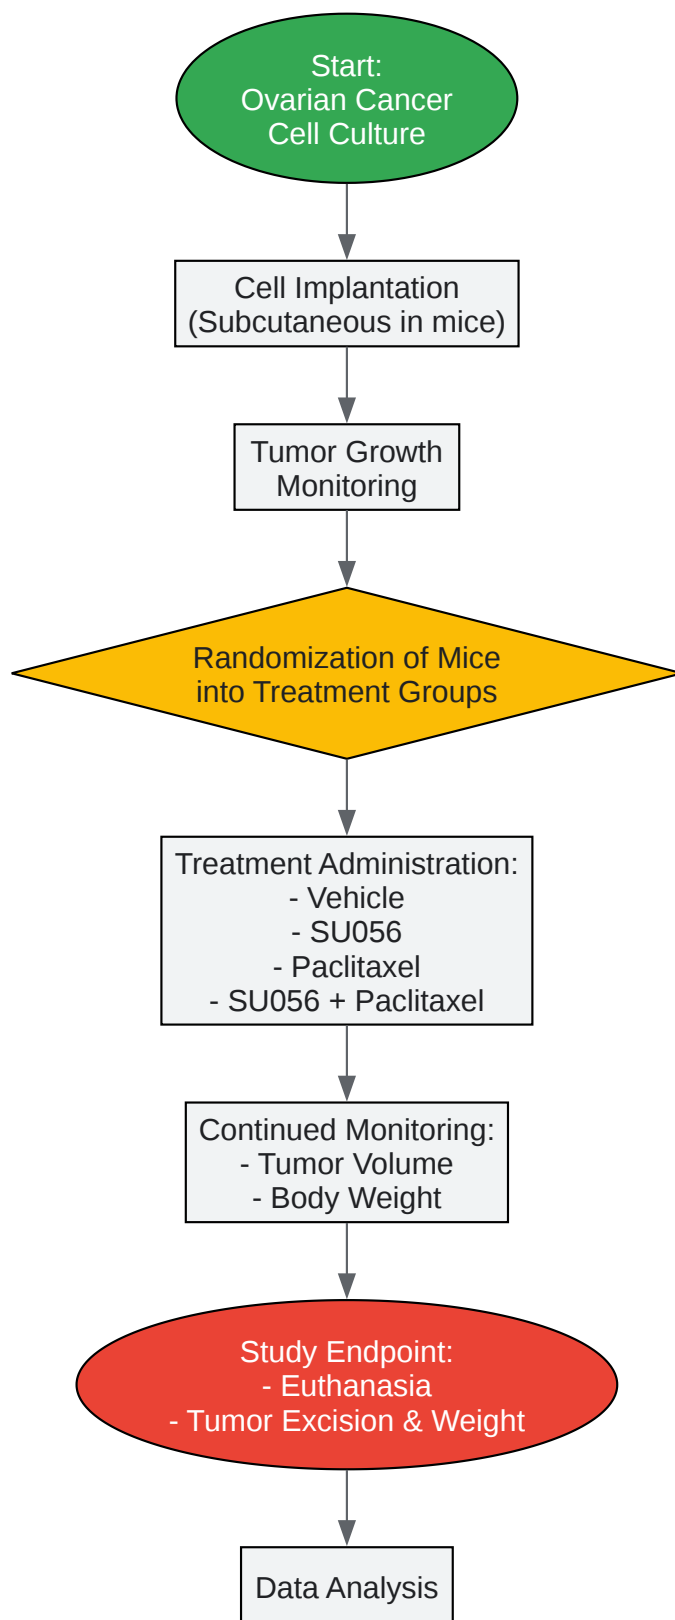 Start:
Ovarian Cancer
Cell Culture
Cell Implantation
(Subcutaneous in mice)
Tumor Growth
Monitoring
Randomization of Mice
into Treatment Groups
Treatment Administration:
- Vehicle
- SU056
- Paclitaxel
- SU056 + Paclitaxel
Continued Monitoring:
- Tumor Volume
- Body Weight
Study Endpoint:
- Euthanasia
- Tumor Excision & Weight
Data Analysis